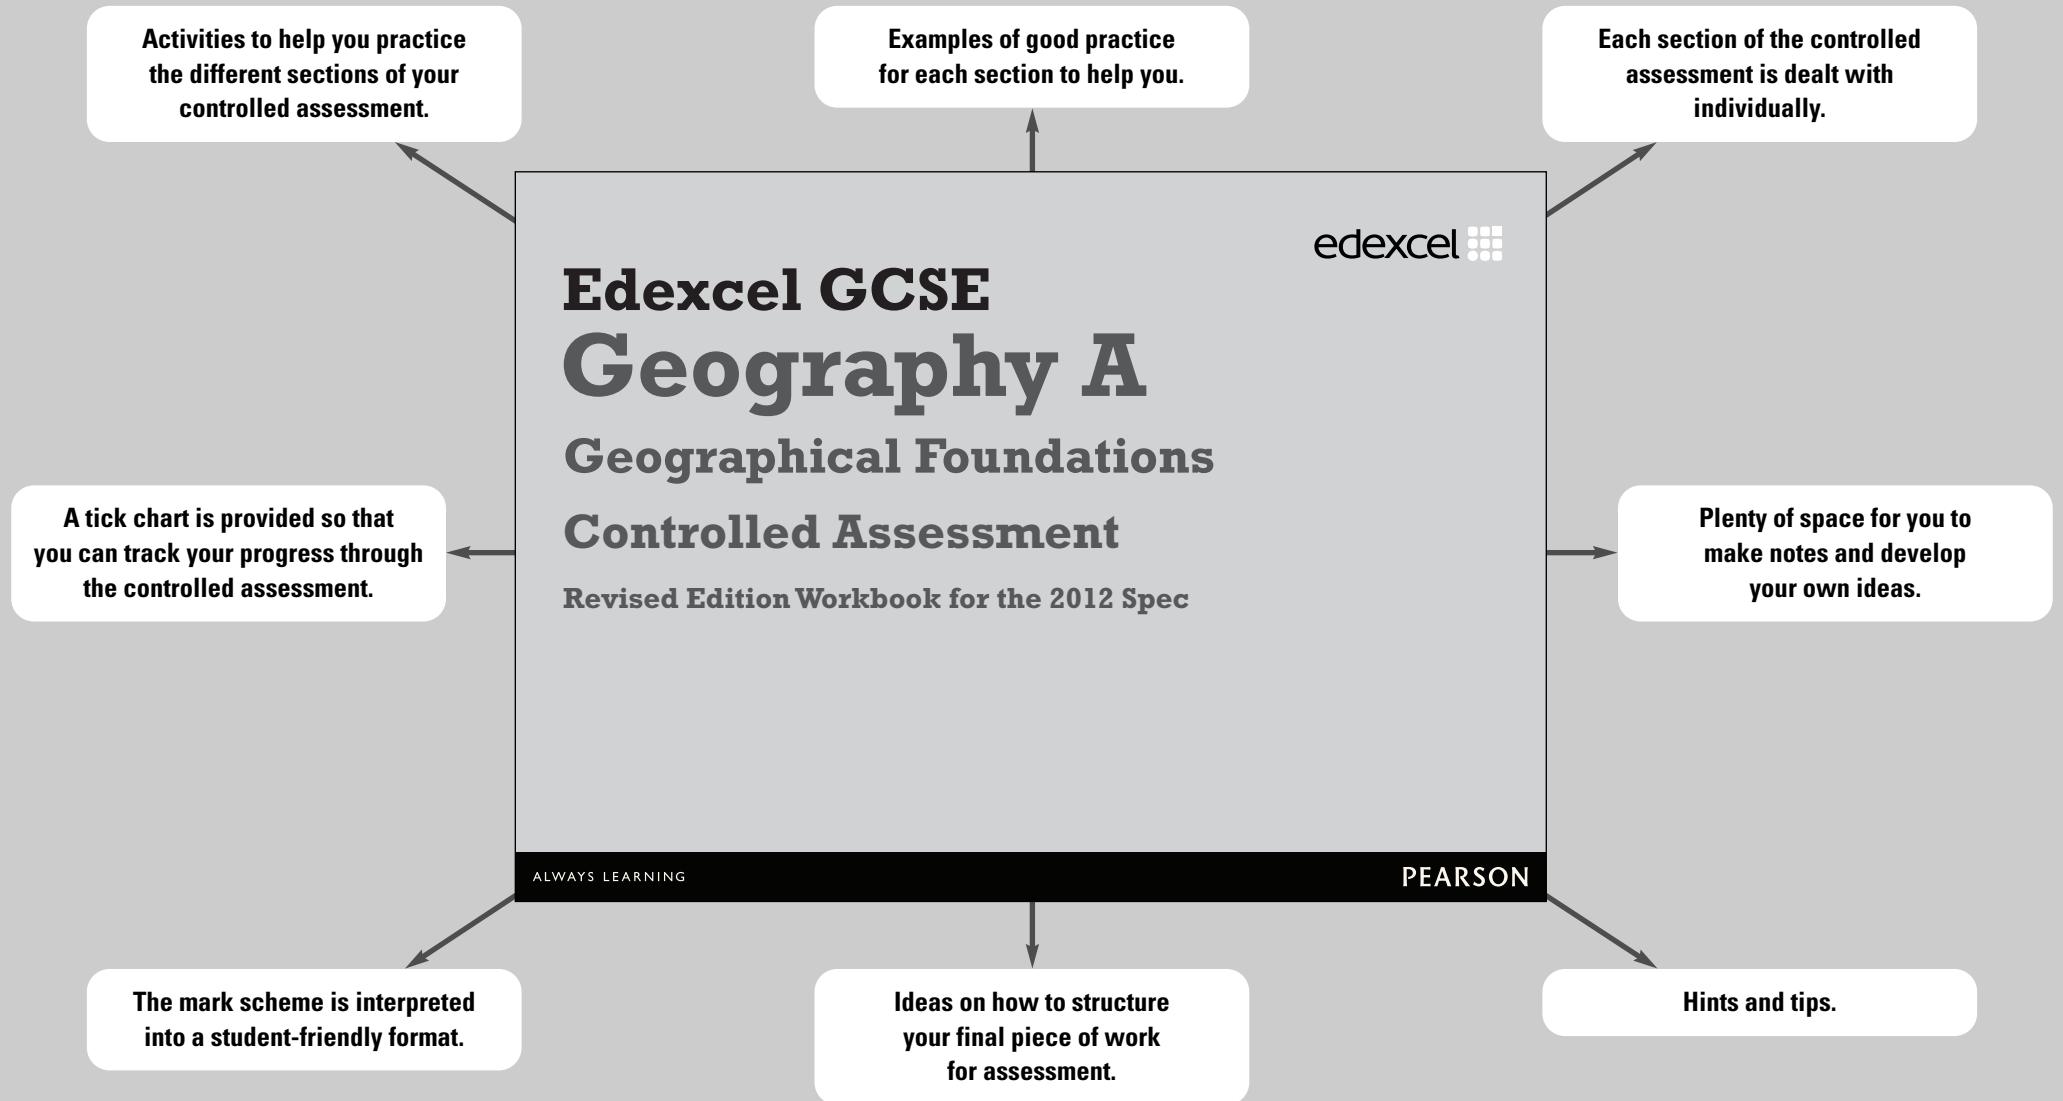 Activities to help you practice
the different sections of your
controlled assessment.
Examples of good practice
for each section to help you.
Each section of the controlled
assessment is dealt with
individually.
edexcel
Edexcel GCSE
Geography A
Geographical Foundations
Controlled Assessment
Revised Edition Workbook for the 2012 Spec
A tick chart is provided so that
you can track your progress through
the controlled assessment.
Plenty of space for you to
make notes and develop
your own ideas.
ALWAYS LEARNING
PEARSON
The mark scheme is interpreted
into a student-friendly format.
Ideas on how to structure
your final piece of work
for assessment.
Hints and tips.